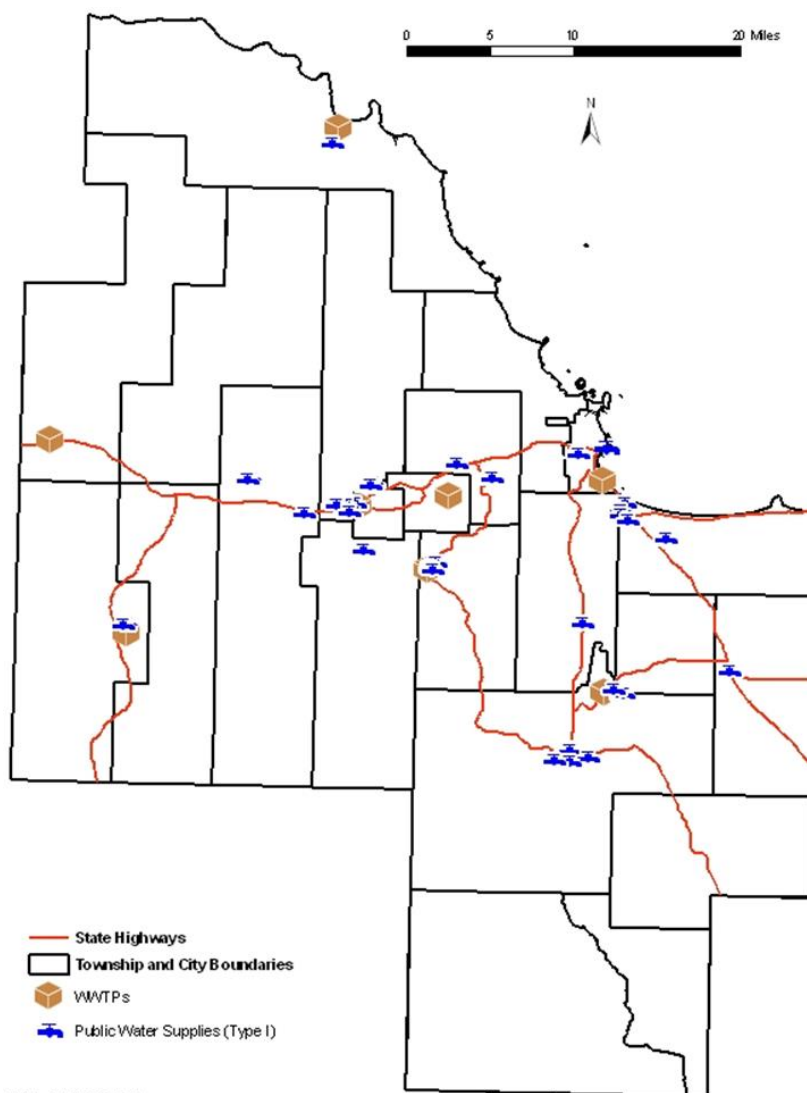 0 5 10 20 Miles
N
State Highways
Township and City Boundaries
WWTPs
Public Water Supplies (Type I)